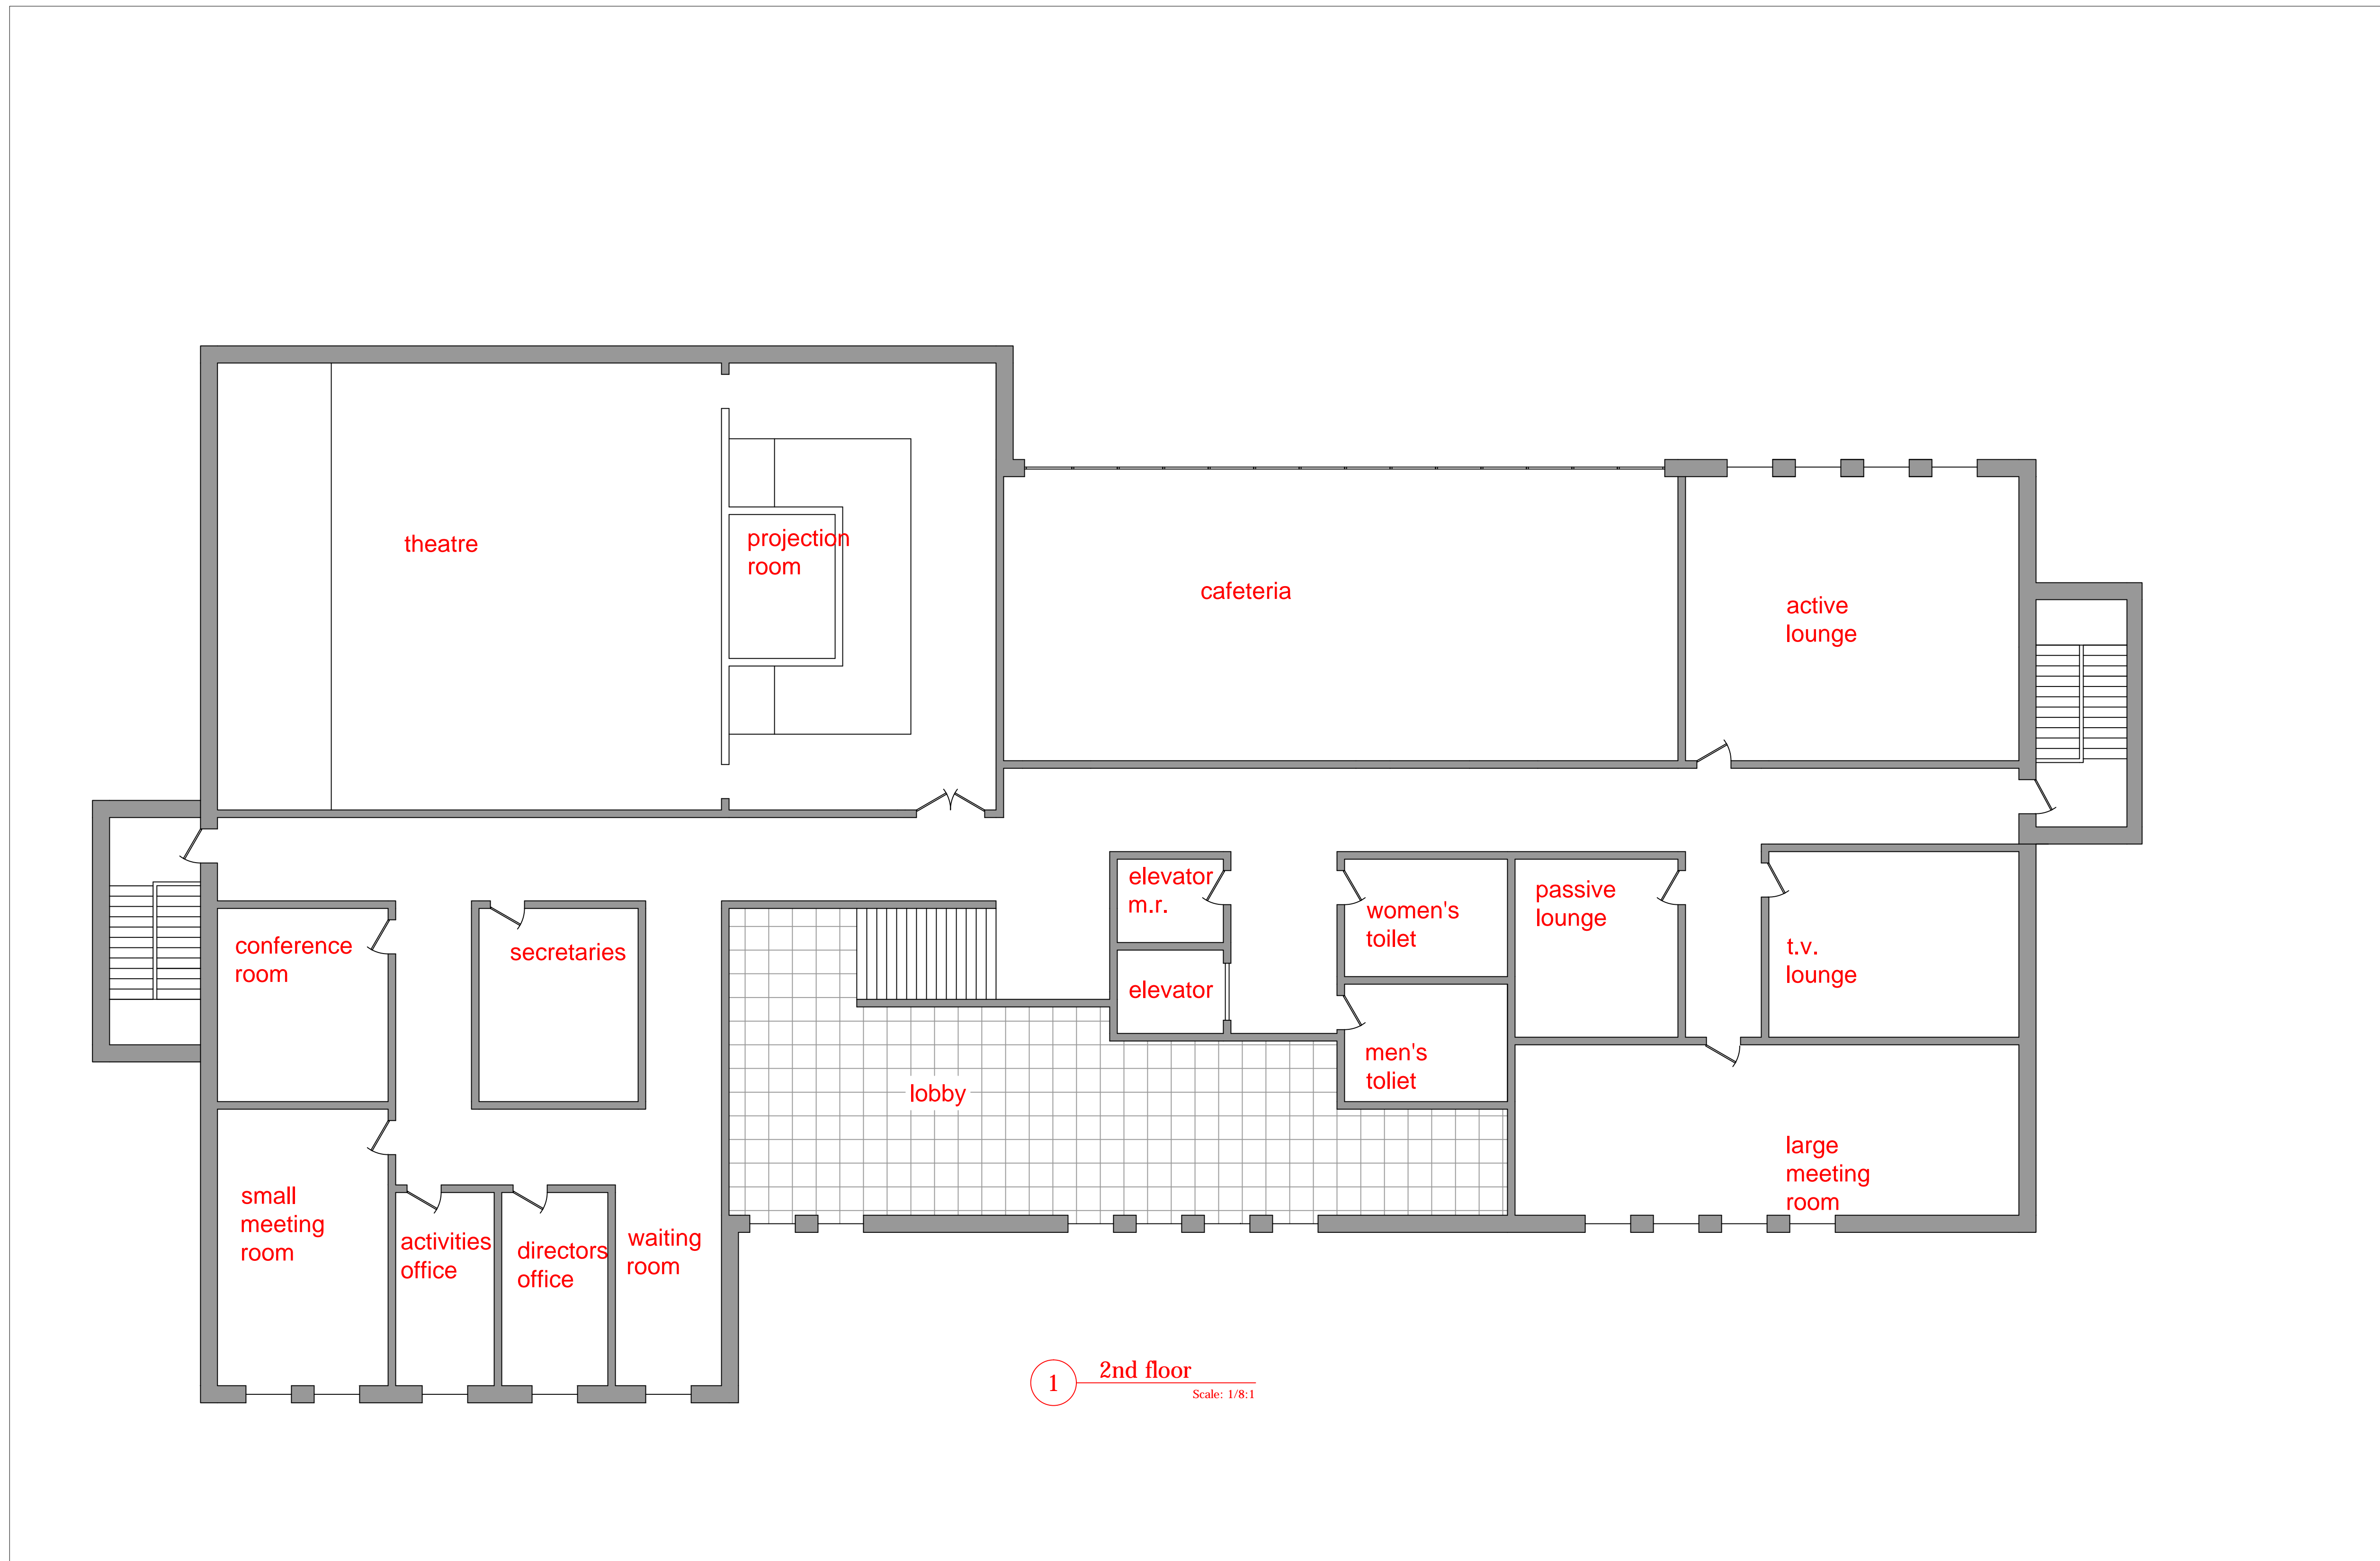 theatre
projection
room
cafeteria
active
lounge
elevator
m.r.
women's
toilet
passive
lounge
conference
room
secretaries
t.v.
lounge
elevator
men's
toliet
lobby
large
meeting
room
small
meeting
room
activities
office
directors
office
waiting
room
1
2nd floor
Scale: 1/8:1